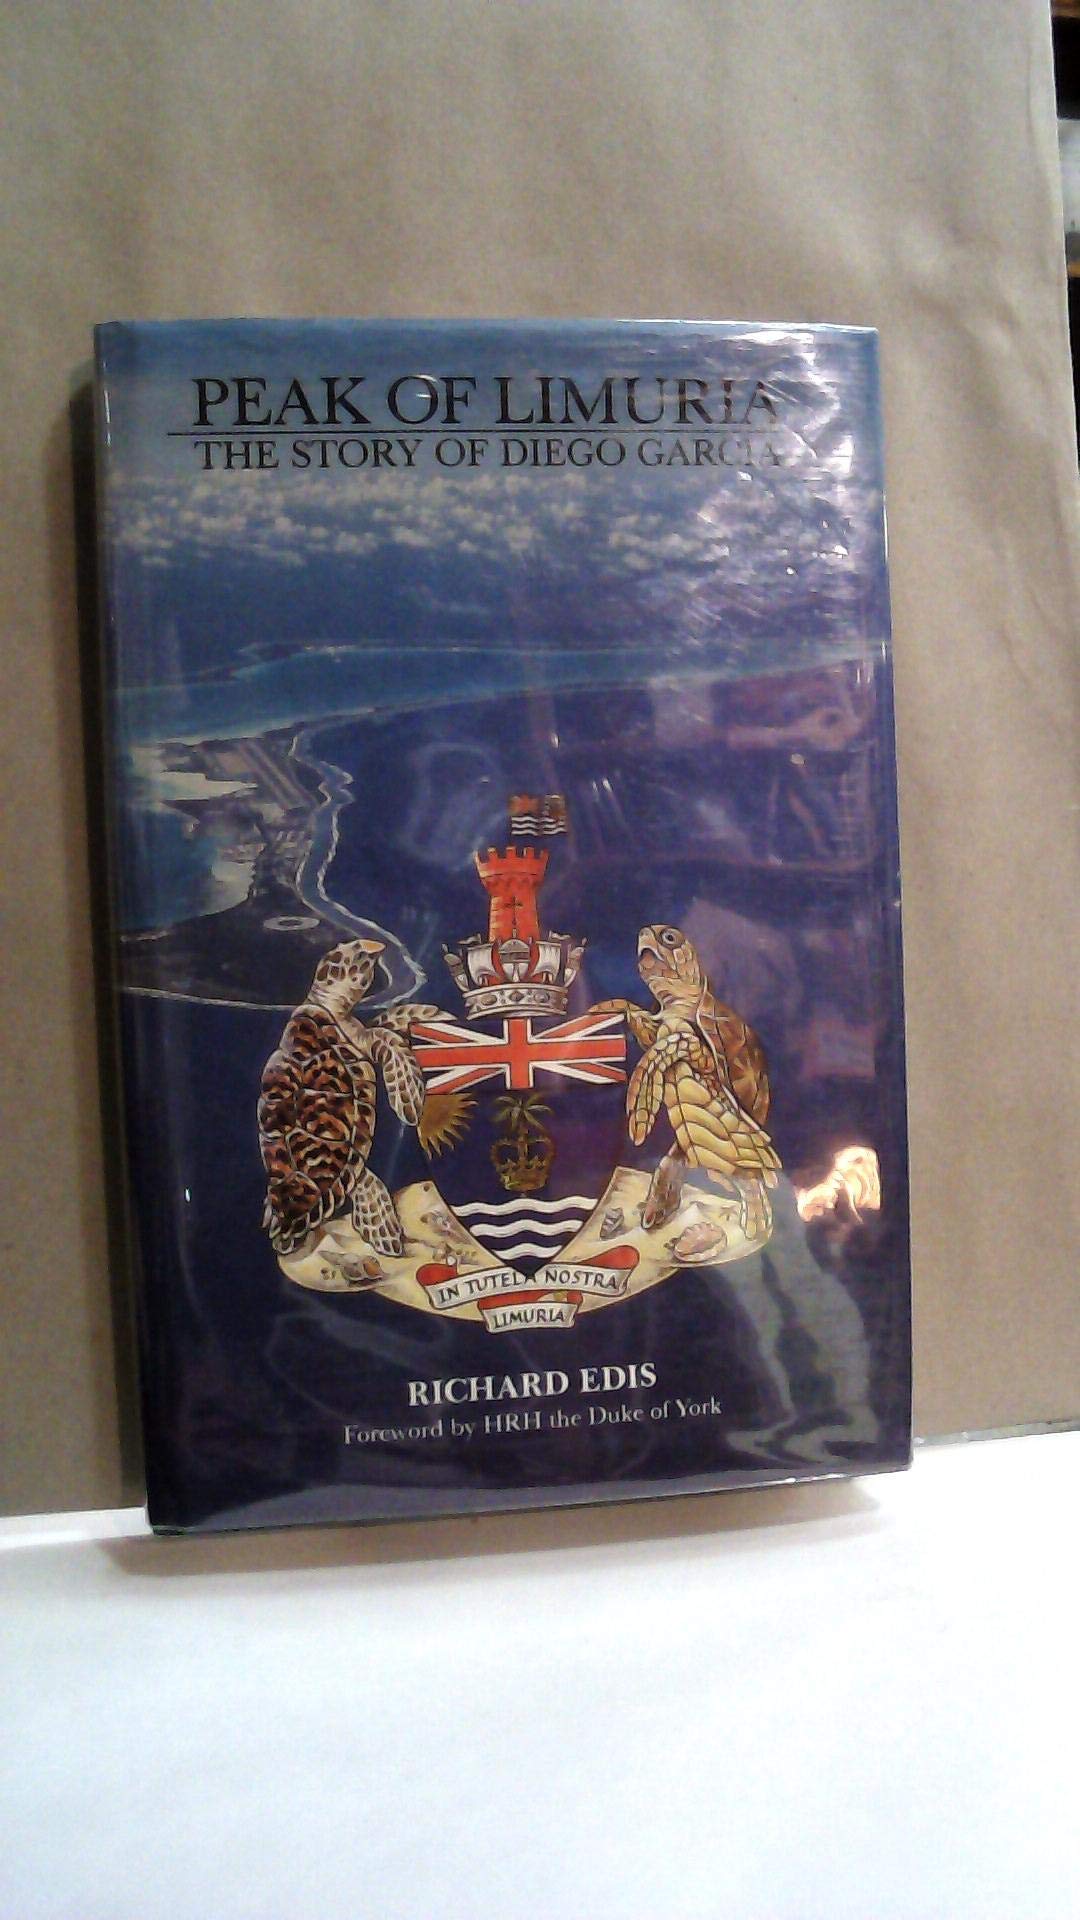 PEAK OF LIMURIA
THE STORY OF DIEGO GARCIA
IN TUTELA NOSTRA
LIMURIA
RICHARD EDIS
Foreword by HRH the Duke of York